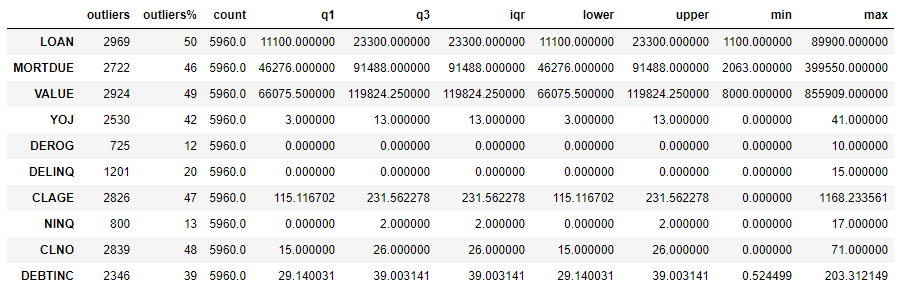 outliers outliers% count q1 q3 iqr lower upper min max
LOAN 2969 50 5960.0 11100.000000 23300.000000 23300.000000 11100.000000 23300.000000 1100.000000 89900.000000
MORTDUE 2722 46 5960.0 46276.000000 91488.000000 91488.000000 46276.000000 91488.000000 2063.000000 399550.000000
VALUE 2924 49 5960.0 66075.500000 119824.250000 119824.250000 66075.500000 119824.250000 8000.000000 855909.000000
YOJ 2530 42 5960.0 3.000000 13.000000 13.000000 3.000000 13.000000 0.000000 41.000000
DEROG 725 12 5960.0 0.000000 0.000000 0.000000 0.000000 0.000000 0.000000 10.000000
DELINQ 1201 20 5960.0 0.000000 0.000000 0.000000 0.000000 0.000000 0.000000 15.000000
CLAGE 2826 47 5960.0 115.116702 231.562278 231.562278 115.116702 231.562278 0.000000 1168.233561
NINQ 800 13 5960.0 0.000000 2.000000 2.000000 0.000000 2.000000 0.000000 17.000000
CLNO 2839 48 5960.0 15.000000 26.000000 26.000000 15.000000 26.000000 0.000000 71.000000
DEBTINC 2346 39 5960.0 29.140031 39.003141 39.003141 29.140031 39.003141 0.524499 203.312149